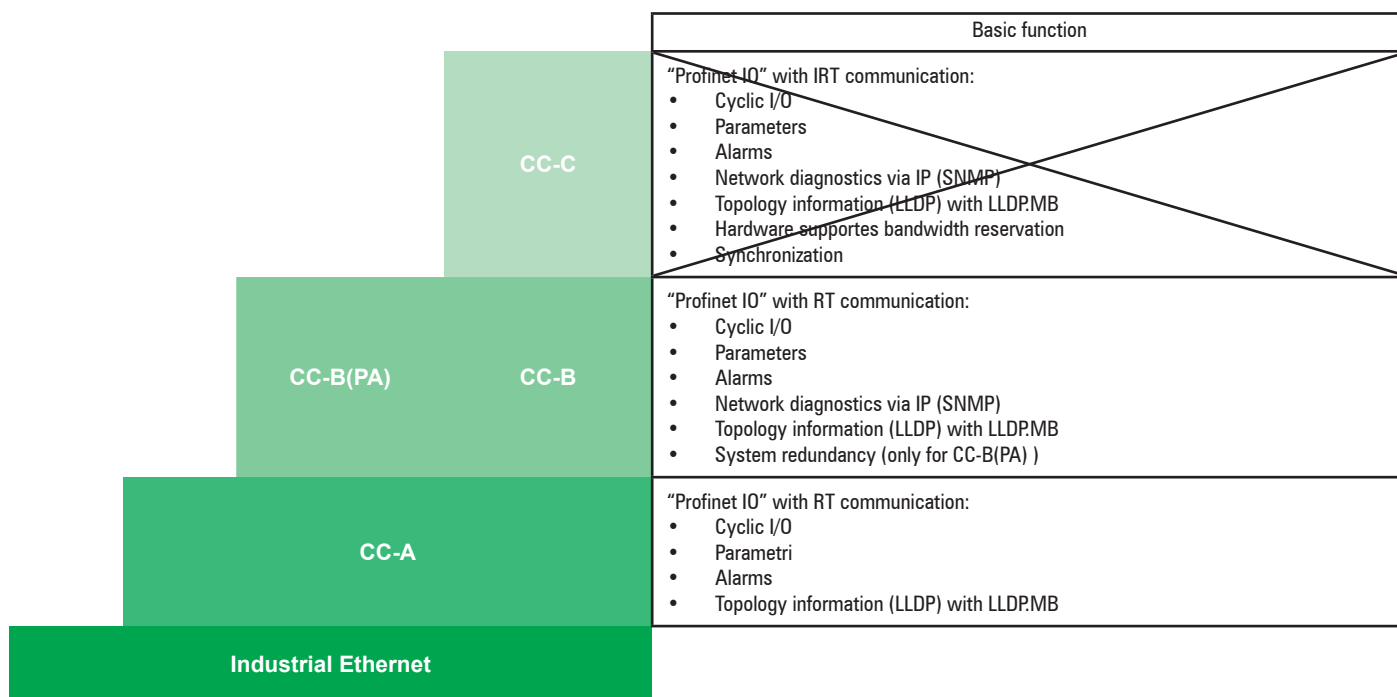 Basic function
“Profinet IO” with IRT communication:
• Cyclic I/O
• Parameters
• Alarms
• Network diagnostics via IP (SNMP)
• Topology information (LLDP) with LLDP.MB
• Hardware supportes bandwidth reservation
• Synchronization
CC-C
“Profinet IO” with RT communication:
• Cyclic I/O
• Parameters
• Alarms
• Network diagnostics via IP (SNMP)
• Topology information (LLDP) with LLDP.MB
• System redundancy (only for CC-B(PA) )
CC-B(PA)
CC-B
“Profinet IO” with RT communication:
• Cyclic I/O
• Parametri
• Alarms
• Topology information (LLDP) with LLDP.MB
CC-A
Industrial Ethernet